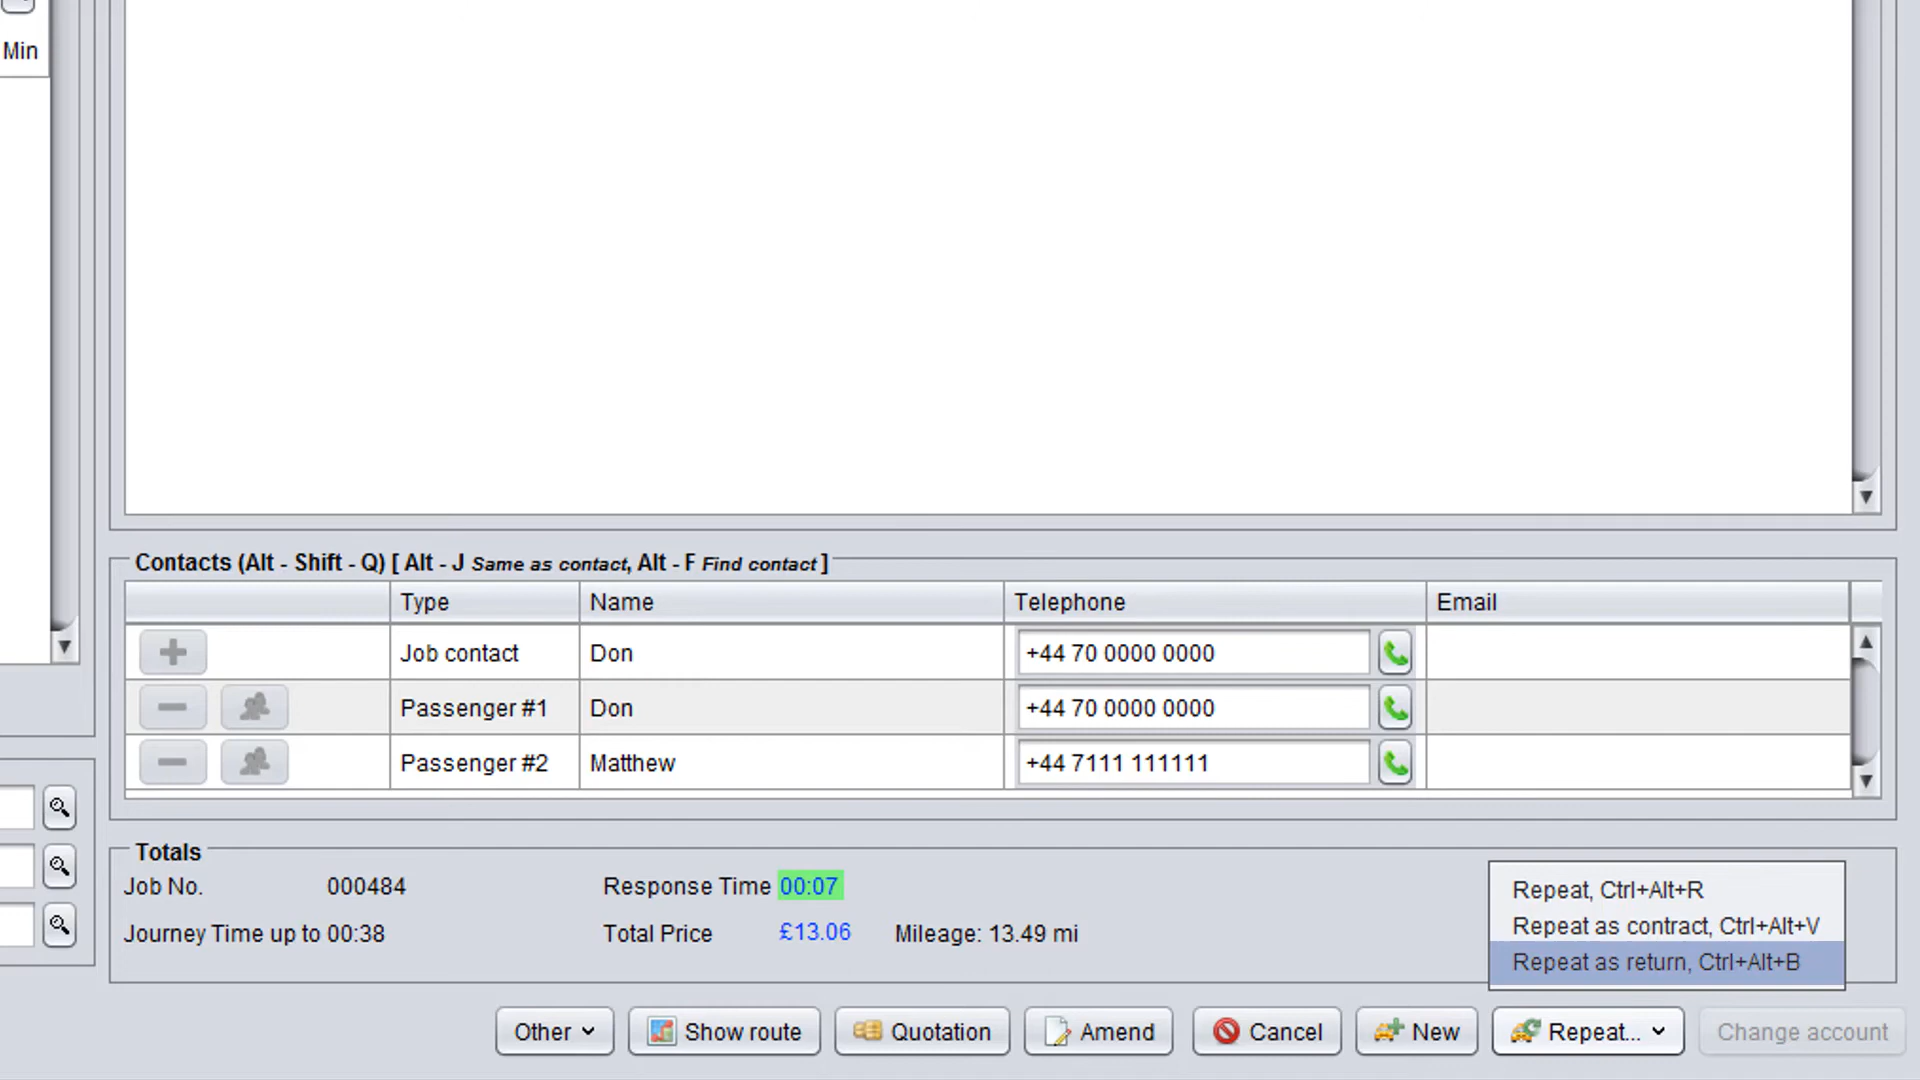 Min
Contacts (Alt - Shift - Q) [ Alt - J Same as contact, Alt - F Find contact ]
Type Name Telephone Email
Job contact Don +44 70 0000 0000
Passenger #1 Don +44 70 0000 0000
Passenger #2 Matthew +44 7111 111111
Totals
Job No. 000484 Response Time 00:07
Journey Time up to 00:38 Total Price £13.06 Mileage: 13.49 mi
Repeat, Ctrl+Alt+R
Repeat as contract, Ctrl+Alt+V
Repeat as return, Ctrl+Alt+B
Other Show route Quotation Amend Cancel New Repeat... Change account